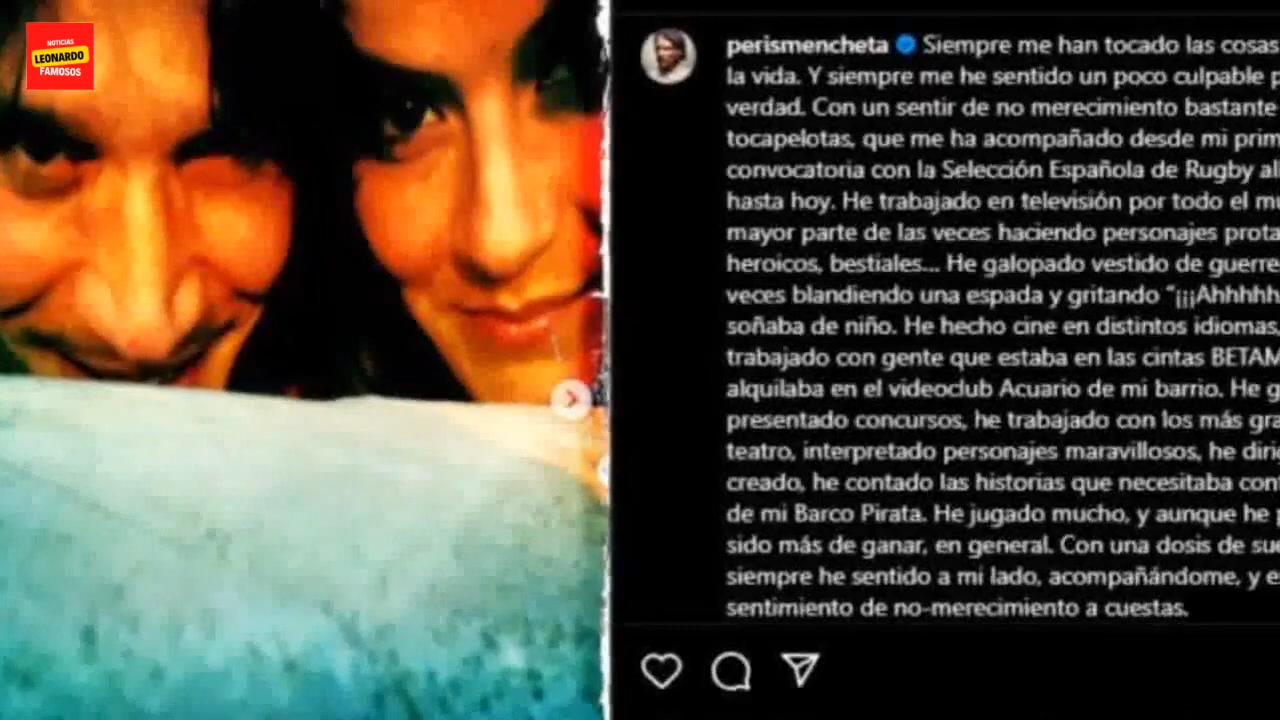 NOTICIAS
LEONARDO
FAMOSOS
perismencheta Siempre me han tocado las cosas
la vida. Y siempre me he sentido un poco culpable p
verdad. Con un sentir de no merecimiento bastante
tocapelotas, que me ha acompañado desde mi prim
convocatoria con la Selección Española de Rugby al
hasta hoy. He trabajado en televisión por todo el mu
mayor parte de las veces haciendo personajes prota
heroicos, bestiales... He galopado vestido de guerre
veces blandiendo una espada y gritando “¡¡¡Ahhhhh
soñaba de niño. He hecho cine en distintos idiomas,
trabajado con gente que estaba en las cintas BETAM
alquilaba en el videoclub Acuario de mi barrio. He g
presentado concursos, he trabajado con los más gra
teatro, interpretado personajes maravillosos, he diri
creado, he contado las historias que necesitaba con
de mi Barco Pirata. He jugado mucho, y aunque he p
sido más de ganar, en general. Con una dosis de sue
siempre he sentido a mi lado, acompañándome, y e
sentimiento de no-merecimiento a cuestas.